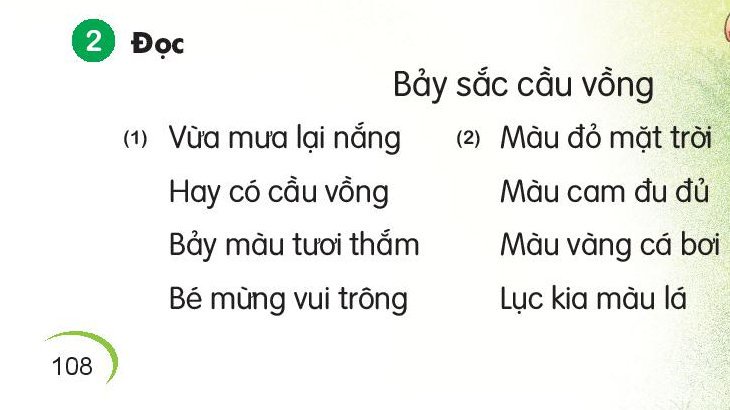 2 Đọc
Bảy sắc cầu vồng
(1) Vừa mưa lại nắng
Hay có cầu vồng
Bảy màu tươi thắm
Bé mừng vui trông
(2) Màu đỏ mặt trời
Màu cam đu đủ
Màu vàng cá bơi
Lục kia màu lá
108